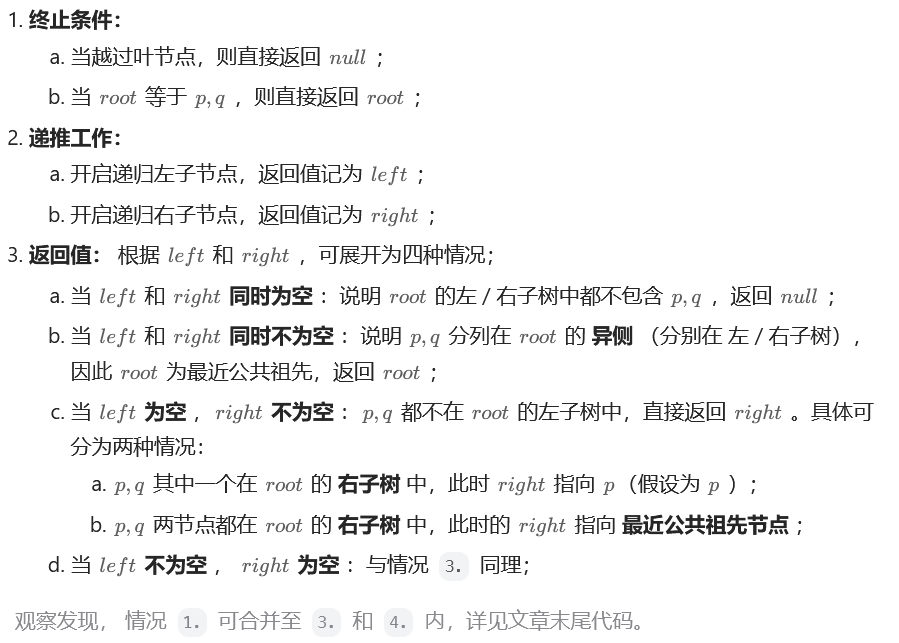 1. 终止条件：
a. 当越过叶节点，则直接返回 null ；
b. 当 root 等于 p, q ，则直接返回 root ；
2. 递推工作：
a. 开启递归左子节点，返回值记为 left ；
b. 开启递归右子节点，返回值记为 right ；
3. 返回值： 根据 left 和 right ，可展开为四种情况；
a. 当 left 和 right 同时为空 ：说明 root 的左 / 右子树中都不包含 p, q ，返回 null ；
b. 当 left 和 right 同时不为空 ：说明 p, q 分列在 root 的 异侧 （分别在 左 / 右子树），
因此 root 为最近公共祖先，返回 root ；
c. 当 left 为空 ，right 不为空 ：p, q 都不在 root 的左子树中，直接返回 right 。具体可
分为两种情况：
a. p, q 其中一个在 root 的 右子树 中，此时 right 指向 p（假设为 p ）；
b. p, q 两节点都在 root 的 右子树 中，此时的 right 指向 最近公共祖先节点 ；
d. 当 left 不为空 ， right 为空 ：与情况 3. 同理；
观察发现， 情况 1. 可合并至 3. 和 4. 内，详见文章末尾代码。